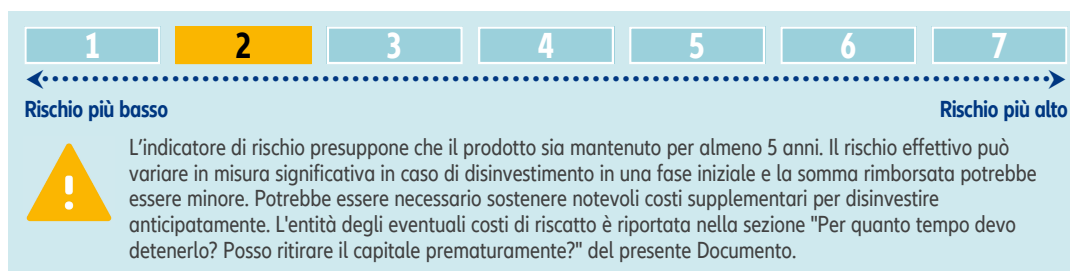 1 2 3 4 5 6 7
Rischio più basso Rischio più alto
L'indicatore di rischio presuppone che il prodotto sia mantenuto per almeno 5 anni. Il rischio effettivo può
variare in misura significativa in caso di disinvestimento in una fase iniziale e la somma rimborsata potrebbe
essere minore. Potrebbe essere necessario sostenere notevoli costi supplementari per disinvestire
anticipatamente. L'entità degli eventuali costi di riscatto è riportata nella sezione "Per quanto tempo devo
detenerlo? Posso ritirare il capitale prematuramente?" del presente Documento.